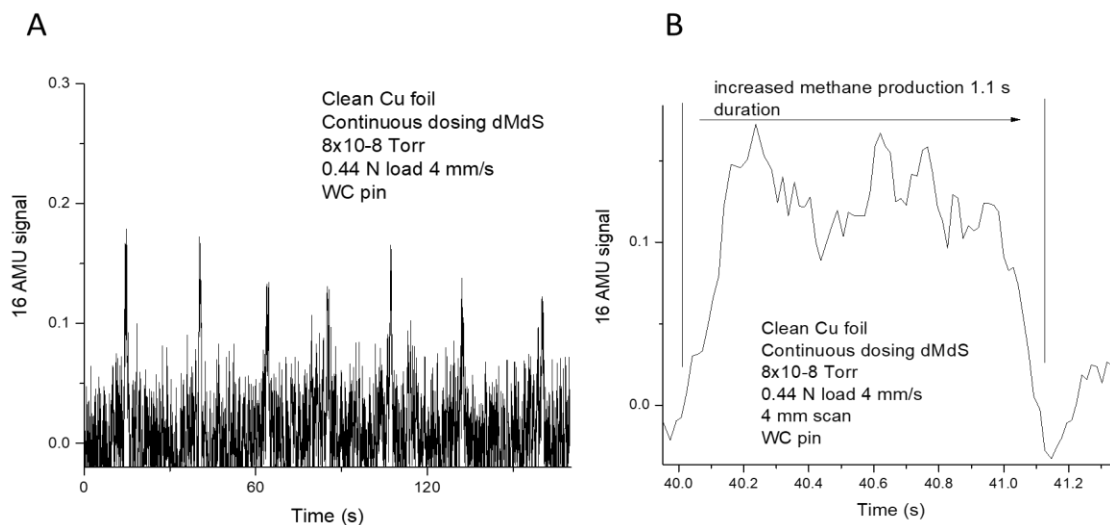 A
0.3
0.2
0.1
0.0
16 AMU signal
Clean Cu foil
Continuous dosing dMdS
8x10-8 Torr
0.44 N load 4 mm/s
WC pin
0
60
120
Time (s)
B
increased methane production 1.1 s
duration
0.1
0.0
16 AMU signal
Clean Cu foil
Continuous dosing dMdS
8x10-8 Torr
0.44 N load 4 mm/s
4 mm scan
WC pin
40.0
40.2
40.4
40.6
40.8
41.0
41.2
Time (s)